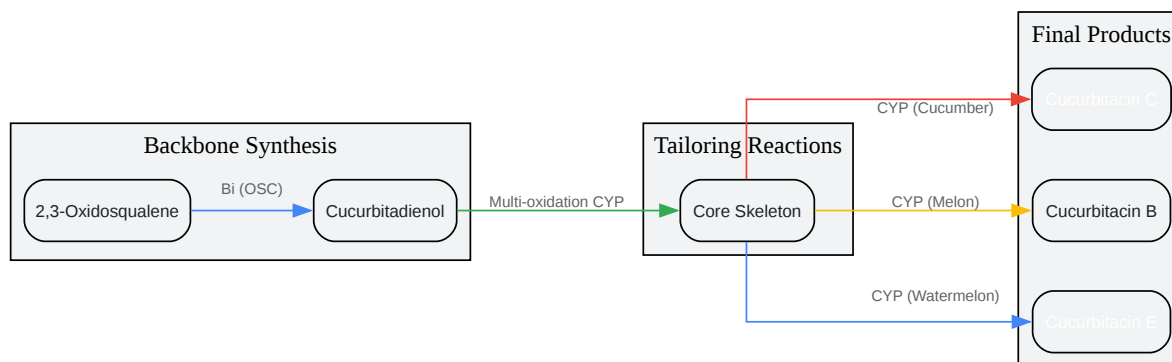 Final Products
Cucurbitacin C
CYP (Cucumber)
Backbone Synthesis
Tailoring Reactions
Bi (OSC)
2,3-Oxidosqualene
Cucurbitadienol
Multi-oxidation CYP
Core Skeleton
CYP (Melon)
Cucurbitacin B
CYP (Watermelon)
Cucurbitacin E